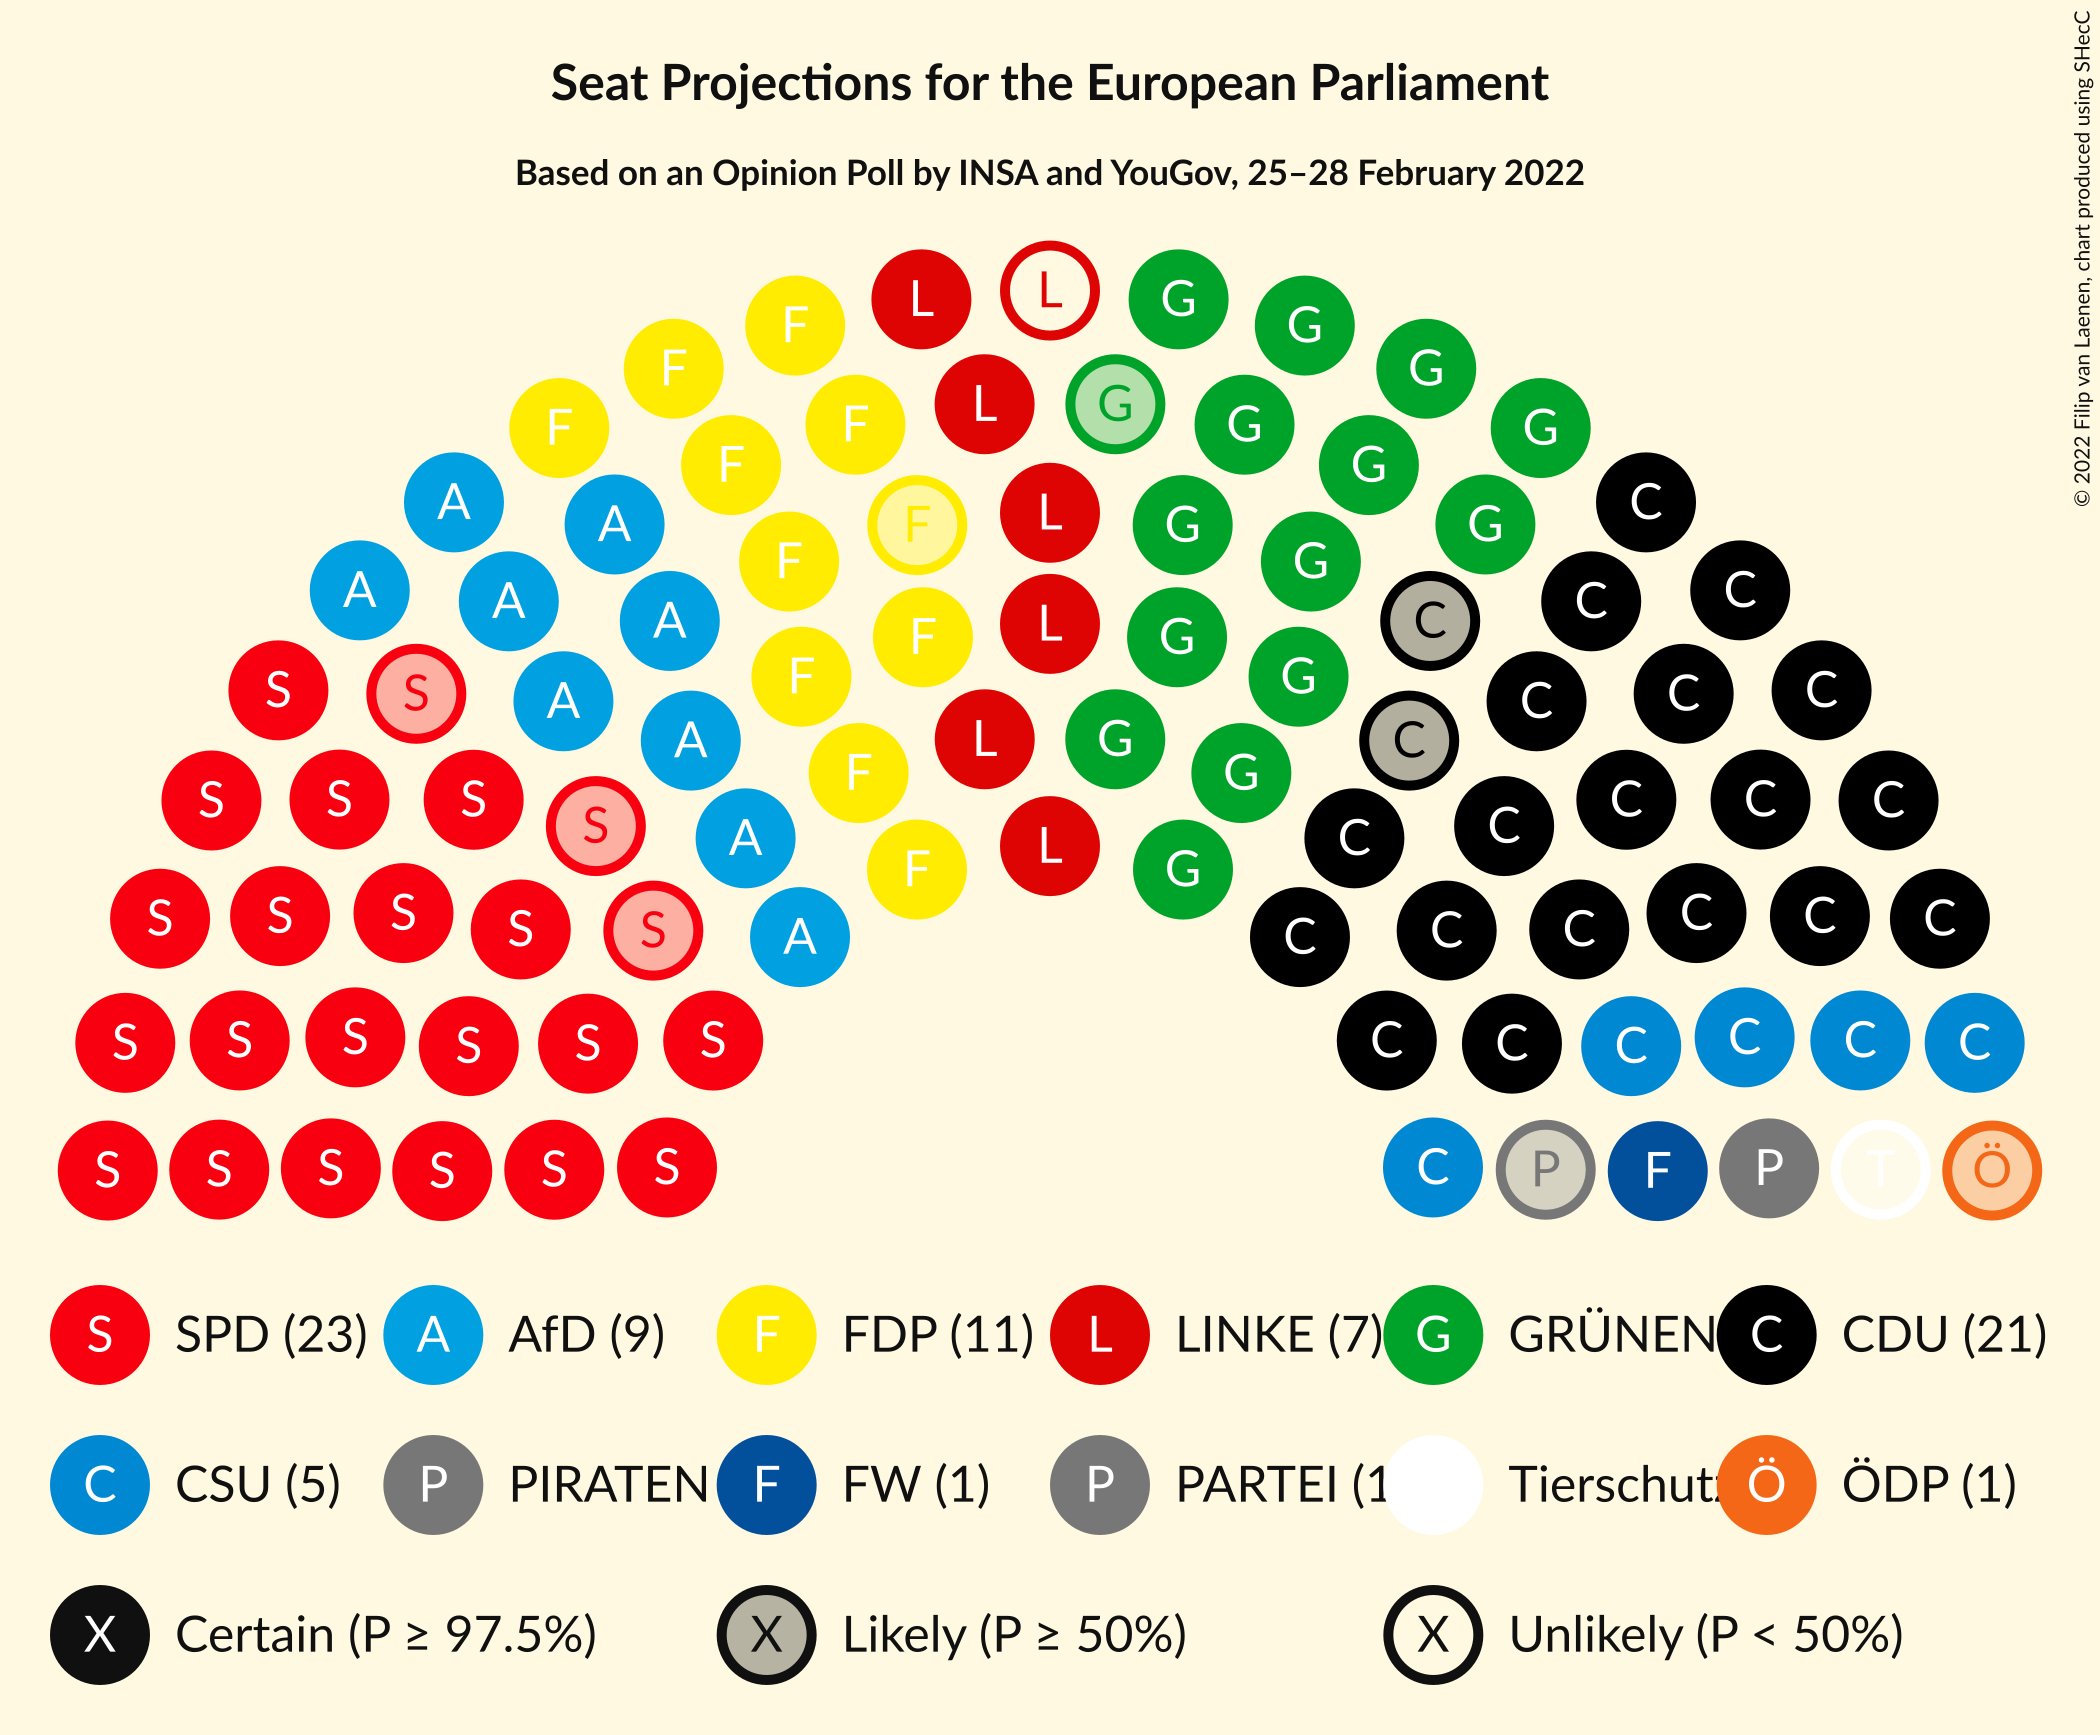 Seat Projections for the European Parliament
Based on an Opinion Poll by INSA and YouGov, 25–28 February 2022
© 2022 Filip van Laenen, chart produced using SHecC
L L G G
F G
F L G G
F F G G
A F F L G G C
A A F G G C C
A A F F L G G C C C
S S A A F L G C C C C
S S S S A F G C C C C C
S S S S S A F L G C C C C C C C
S S S S S S C C C C C C
S S S S S S C P F P T Ö
S SPD (23) A AfD (9) F FDP (11) L LINKE (7) G GRÜNEN C CDU (21)
C CSU (5) P PIRATEN F FW (1) P PARTEI (1 Tierschutz Ö ÖDP (1)
X Certain (P ≥ 97.5%) X Likely (P ≥ 50%) X Unlikely (P < 50%)